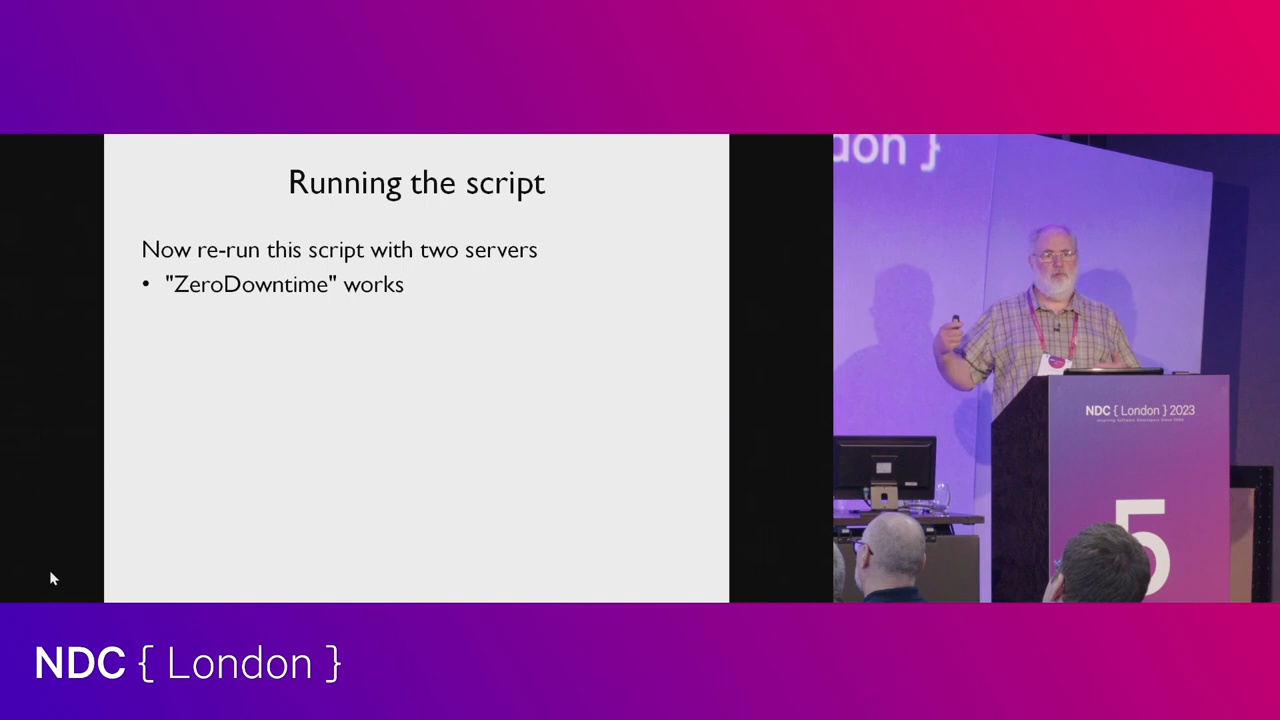 Running the script
Now re-run this script with two servers
• "ZeroDowntime" works
don }
NDC { London } 2023
5
NDC { London }